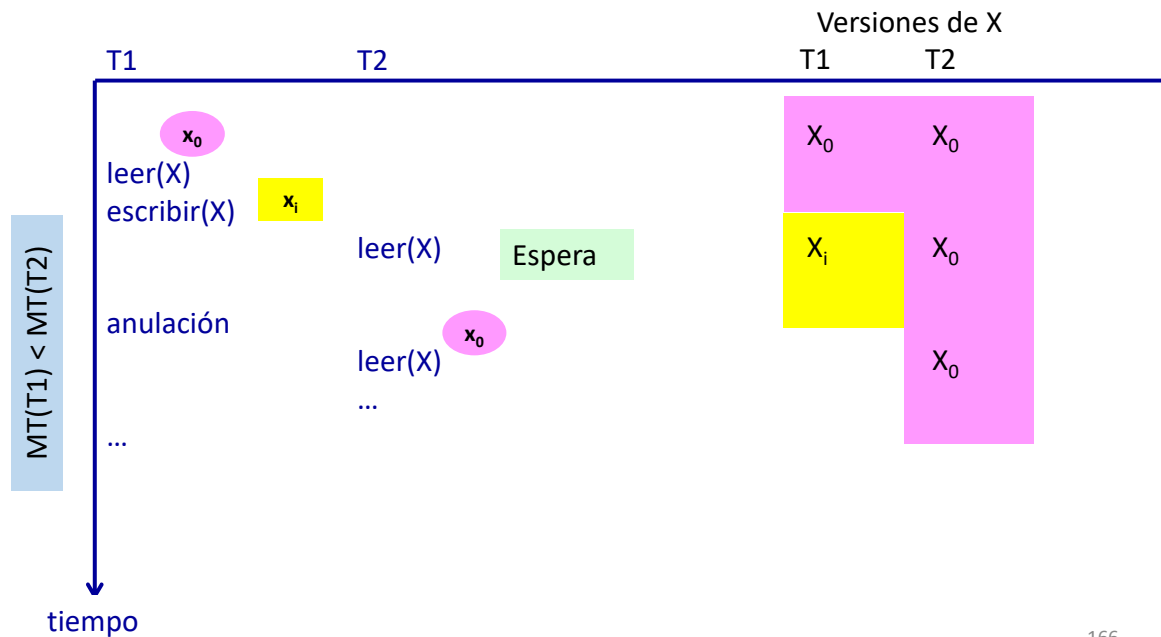 Versiones de X
T1 T2 T1 T2
x₀ X₀ X₀
leer(X)
xᵢ
escribir(X)
leer(X) Espera Xᵢ X₀
MT(T1) < MT(T2)
anulación
x₀
leer(X) X₀
...
...
tiempo
166